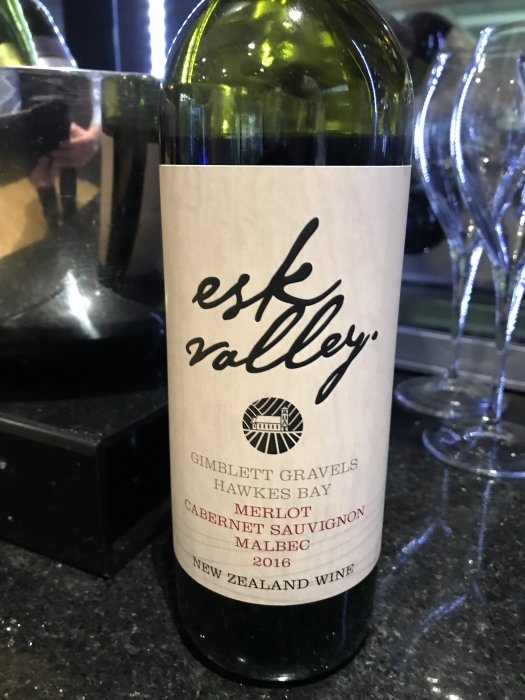 esk
valley.
GIMBLETT GRAVELS
HAWKES BAY
MERLOT
CABERNET SAUVIGNON
MALBEC
2016
NEW ZEALAND WINE